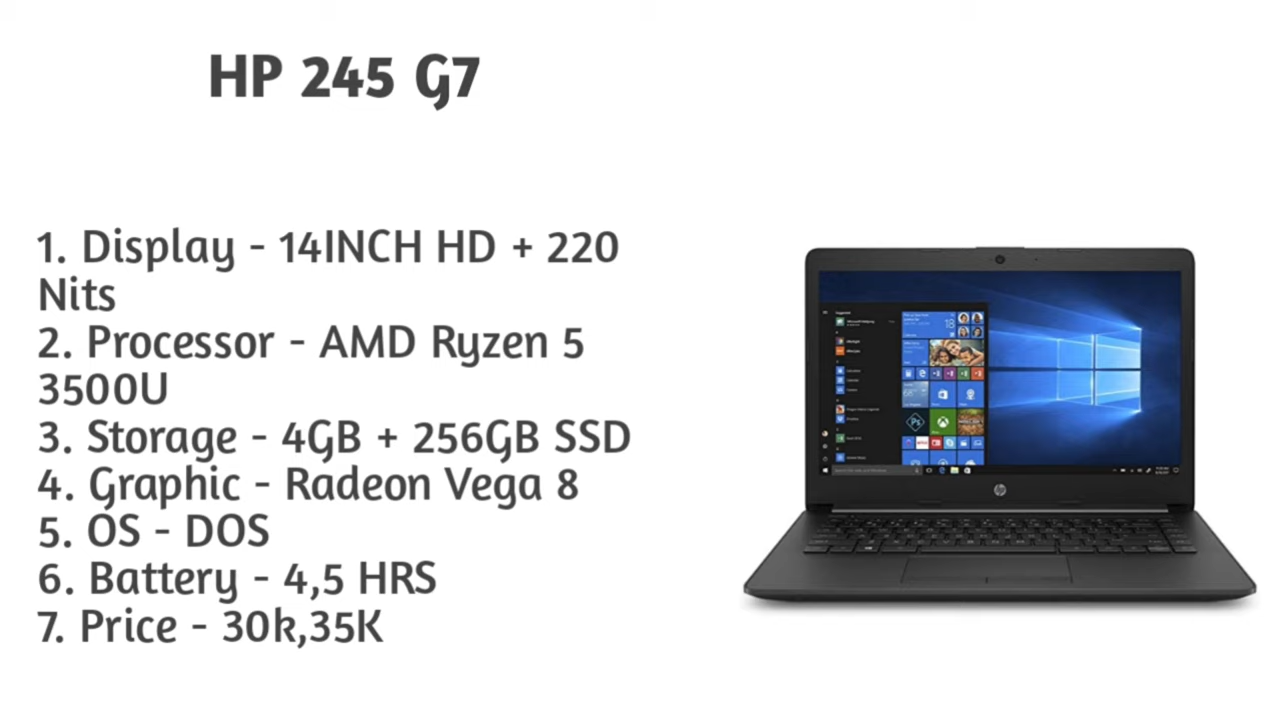 HP 245 G7
1. Display - 14INCH HD + 220
Nits
2. Processor - AMD Ryzen 5
3500U
3. Storage - 4GB + 256GB SSD
4. Graphic - Radeon Vega 8
5. OS - DOS
6. Battery - 4,5 HRS
7. Price - 30k,35K
hp